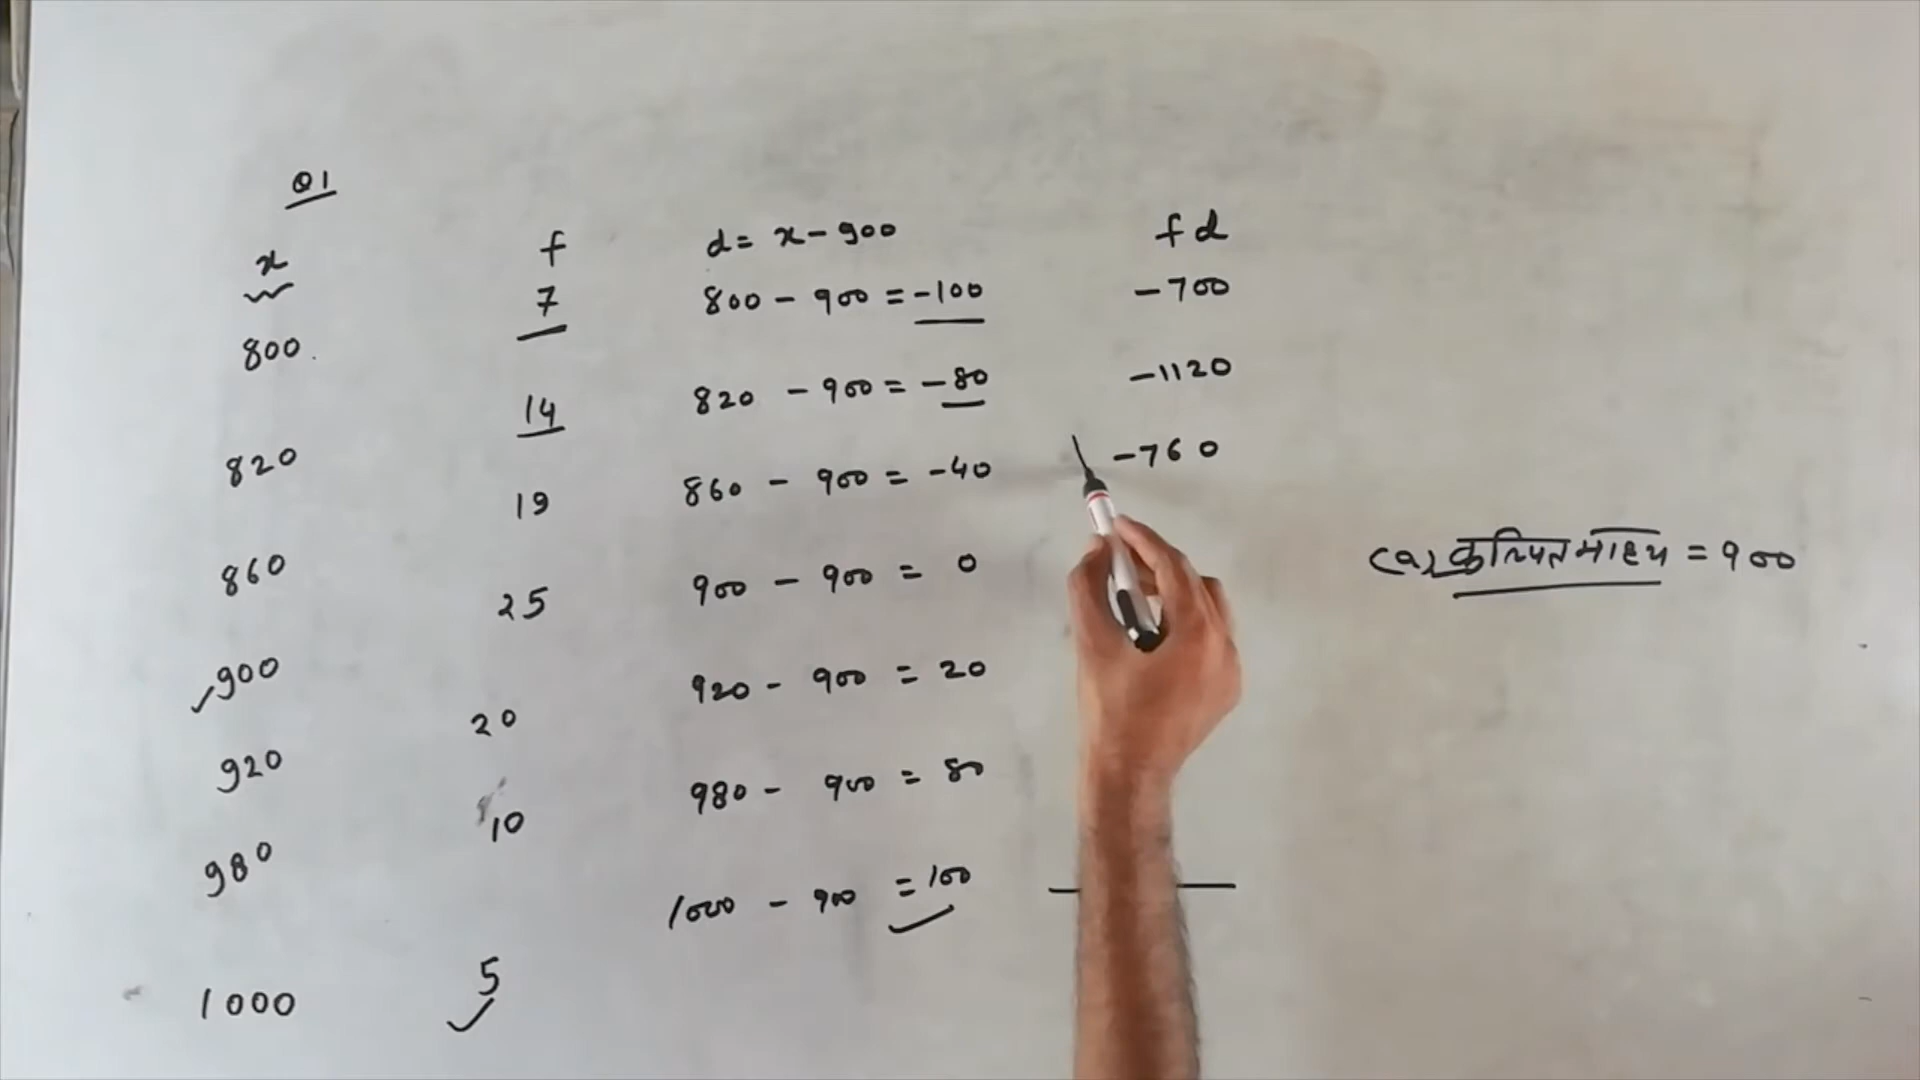 Q1
x f d = x - 900 fd
7 800 - 900 = -100 -700
800
14 820 - 900 = -80 -1120
820
19 860 - 900 = -40 -760
860
25 900 - 900 = 0
(a) कल्पित माध्य = 900
900
20 920 - 900 = 20
920
10 980 - 900 = 80
980
5 1000 - 900 = 100
1000